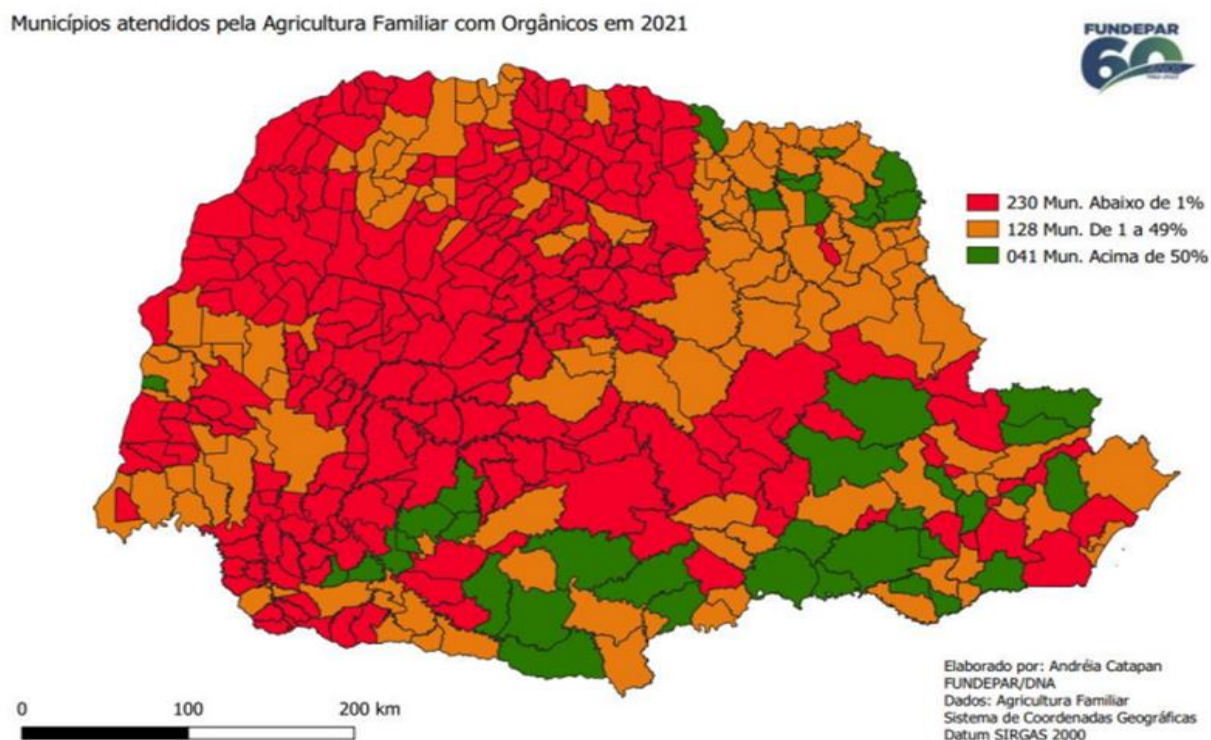 Municípios atendidos pela Agricultura Familiar com Orgânicos em 2021
FUNDEPAR
60
ANOS
230 Mun. Abaixo de 1%
128 Mun. De 1 a 49%
041 Mun. Acima de 50%
0 100 200 km
Elaborado por: Andréia Catapan
FUNDEPAR/DNA
Dados: Agricultura Familiar
Sistema de Coordenadas Geográficas
Datum SIRGAS 2000